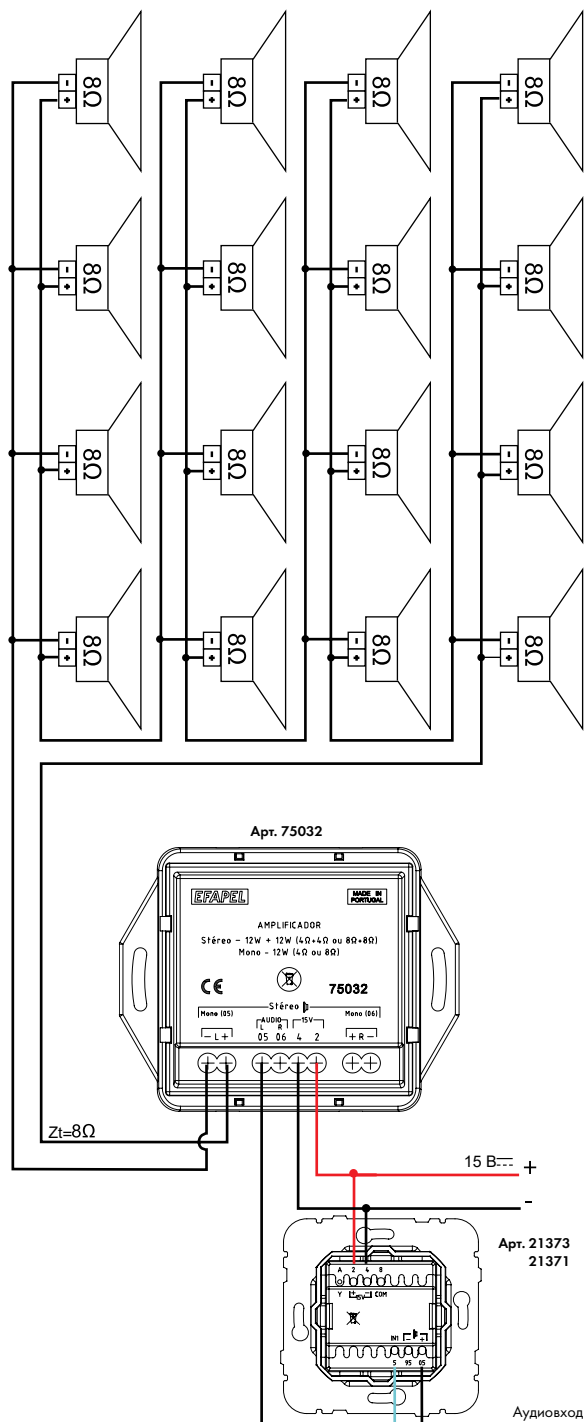 - 8Ω - 8Ω - 8Ω - 8Ω
+ + + +
- 8Ω - 8Ω - 8Ω - 8Ω
+ + + +
- 8Ω - 8Ω - 8Ω - 8Ω
+ + + +
- 8Ω - 8Ω - 8Ω - 8Ω
+ + + +
Арт. 75032
EFAPEL
MADE IN
PORTUGAL
AMPLIFICADOR
Stéreo - 12W + 12W (4Ω+4Ω ou 8Ω+8Ω)
Mono - 12W (4Ω ou 8Ω)
CE 75032
Stéreo
Mono (05) AUDIO 15V Mono (06)
L R
- L + 05 06 4 2 + R -
Zt=8Ω
15 В +
-
Арт. 21373
21371
A 2 4 8
Y + 15V - COM
IN1 - +
5 95 05
Аудиовход